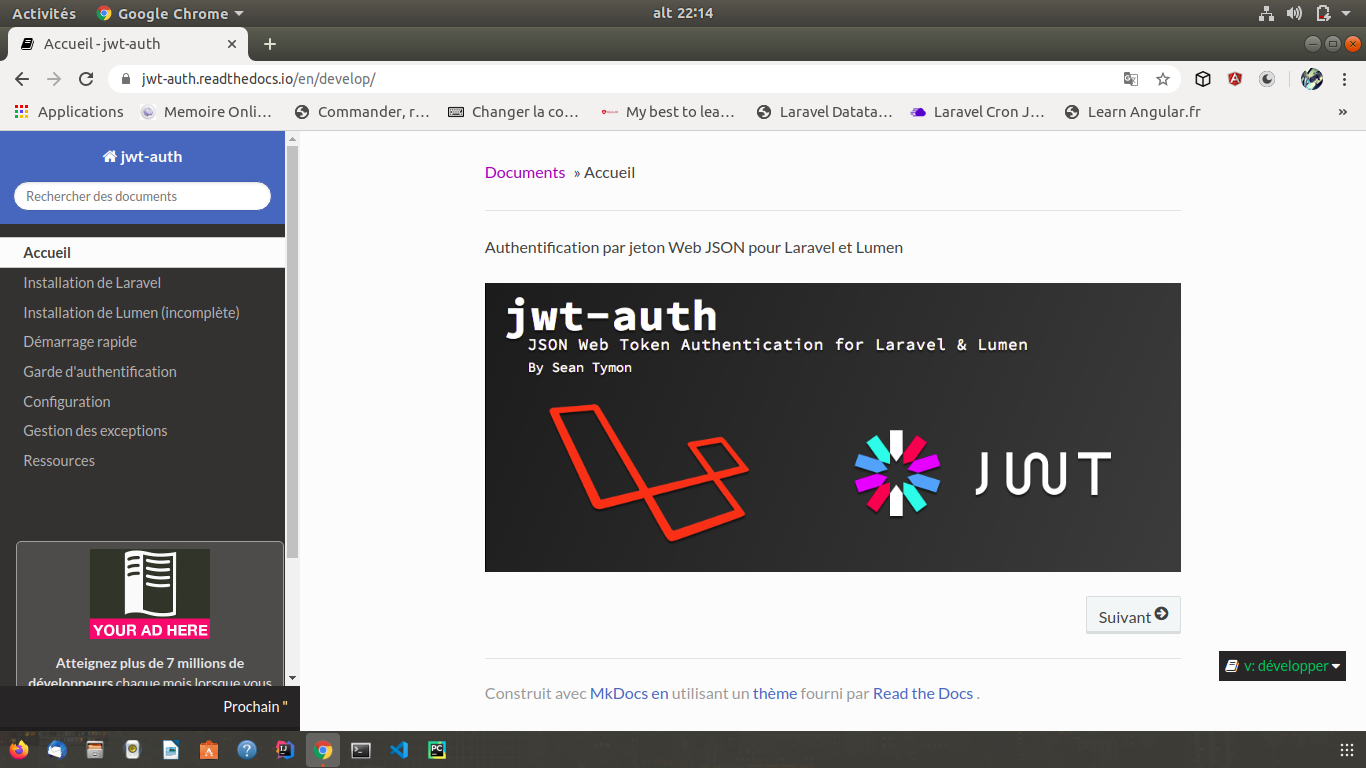 Activités Google Chrome alt 22:14
Accueil - jwt-auth
jwt-auth.readthedocs.io/en/develop/
Applications Memoire Onli… Commander, r… Changer la co… My best to lea… Laravel Datata… Laravel Cron J… Learn Angular.fr »
jwt-auth
Rechercher des documents
Accueil
Installation de Laravel
Installation de Lumen (incomplète)
Démarrage rapide
Garde d'authentification
Configuration
Gestion des exceptions
Ressources
YOUR AD HERE
Atteignez plus de 7 millions de
développeurs chaque mois lorsque vous
Prochain "
Documents » Accueil
Authentification par jeton Web JSON pour Laravel et Lumen
jwt-auth
JSON Web Token Authentication for Laravel & Lumen
By Sean Tymon
JWT
Suivant
v: développer
Construit avec MkDocs en utilisant un thème fourni par Read the Docs .